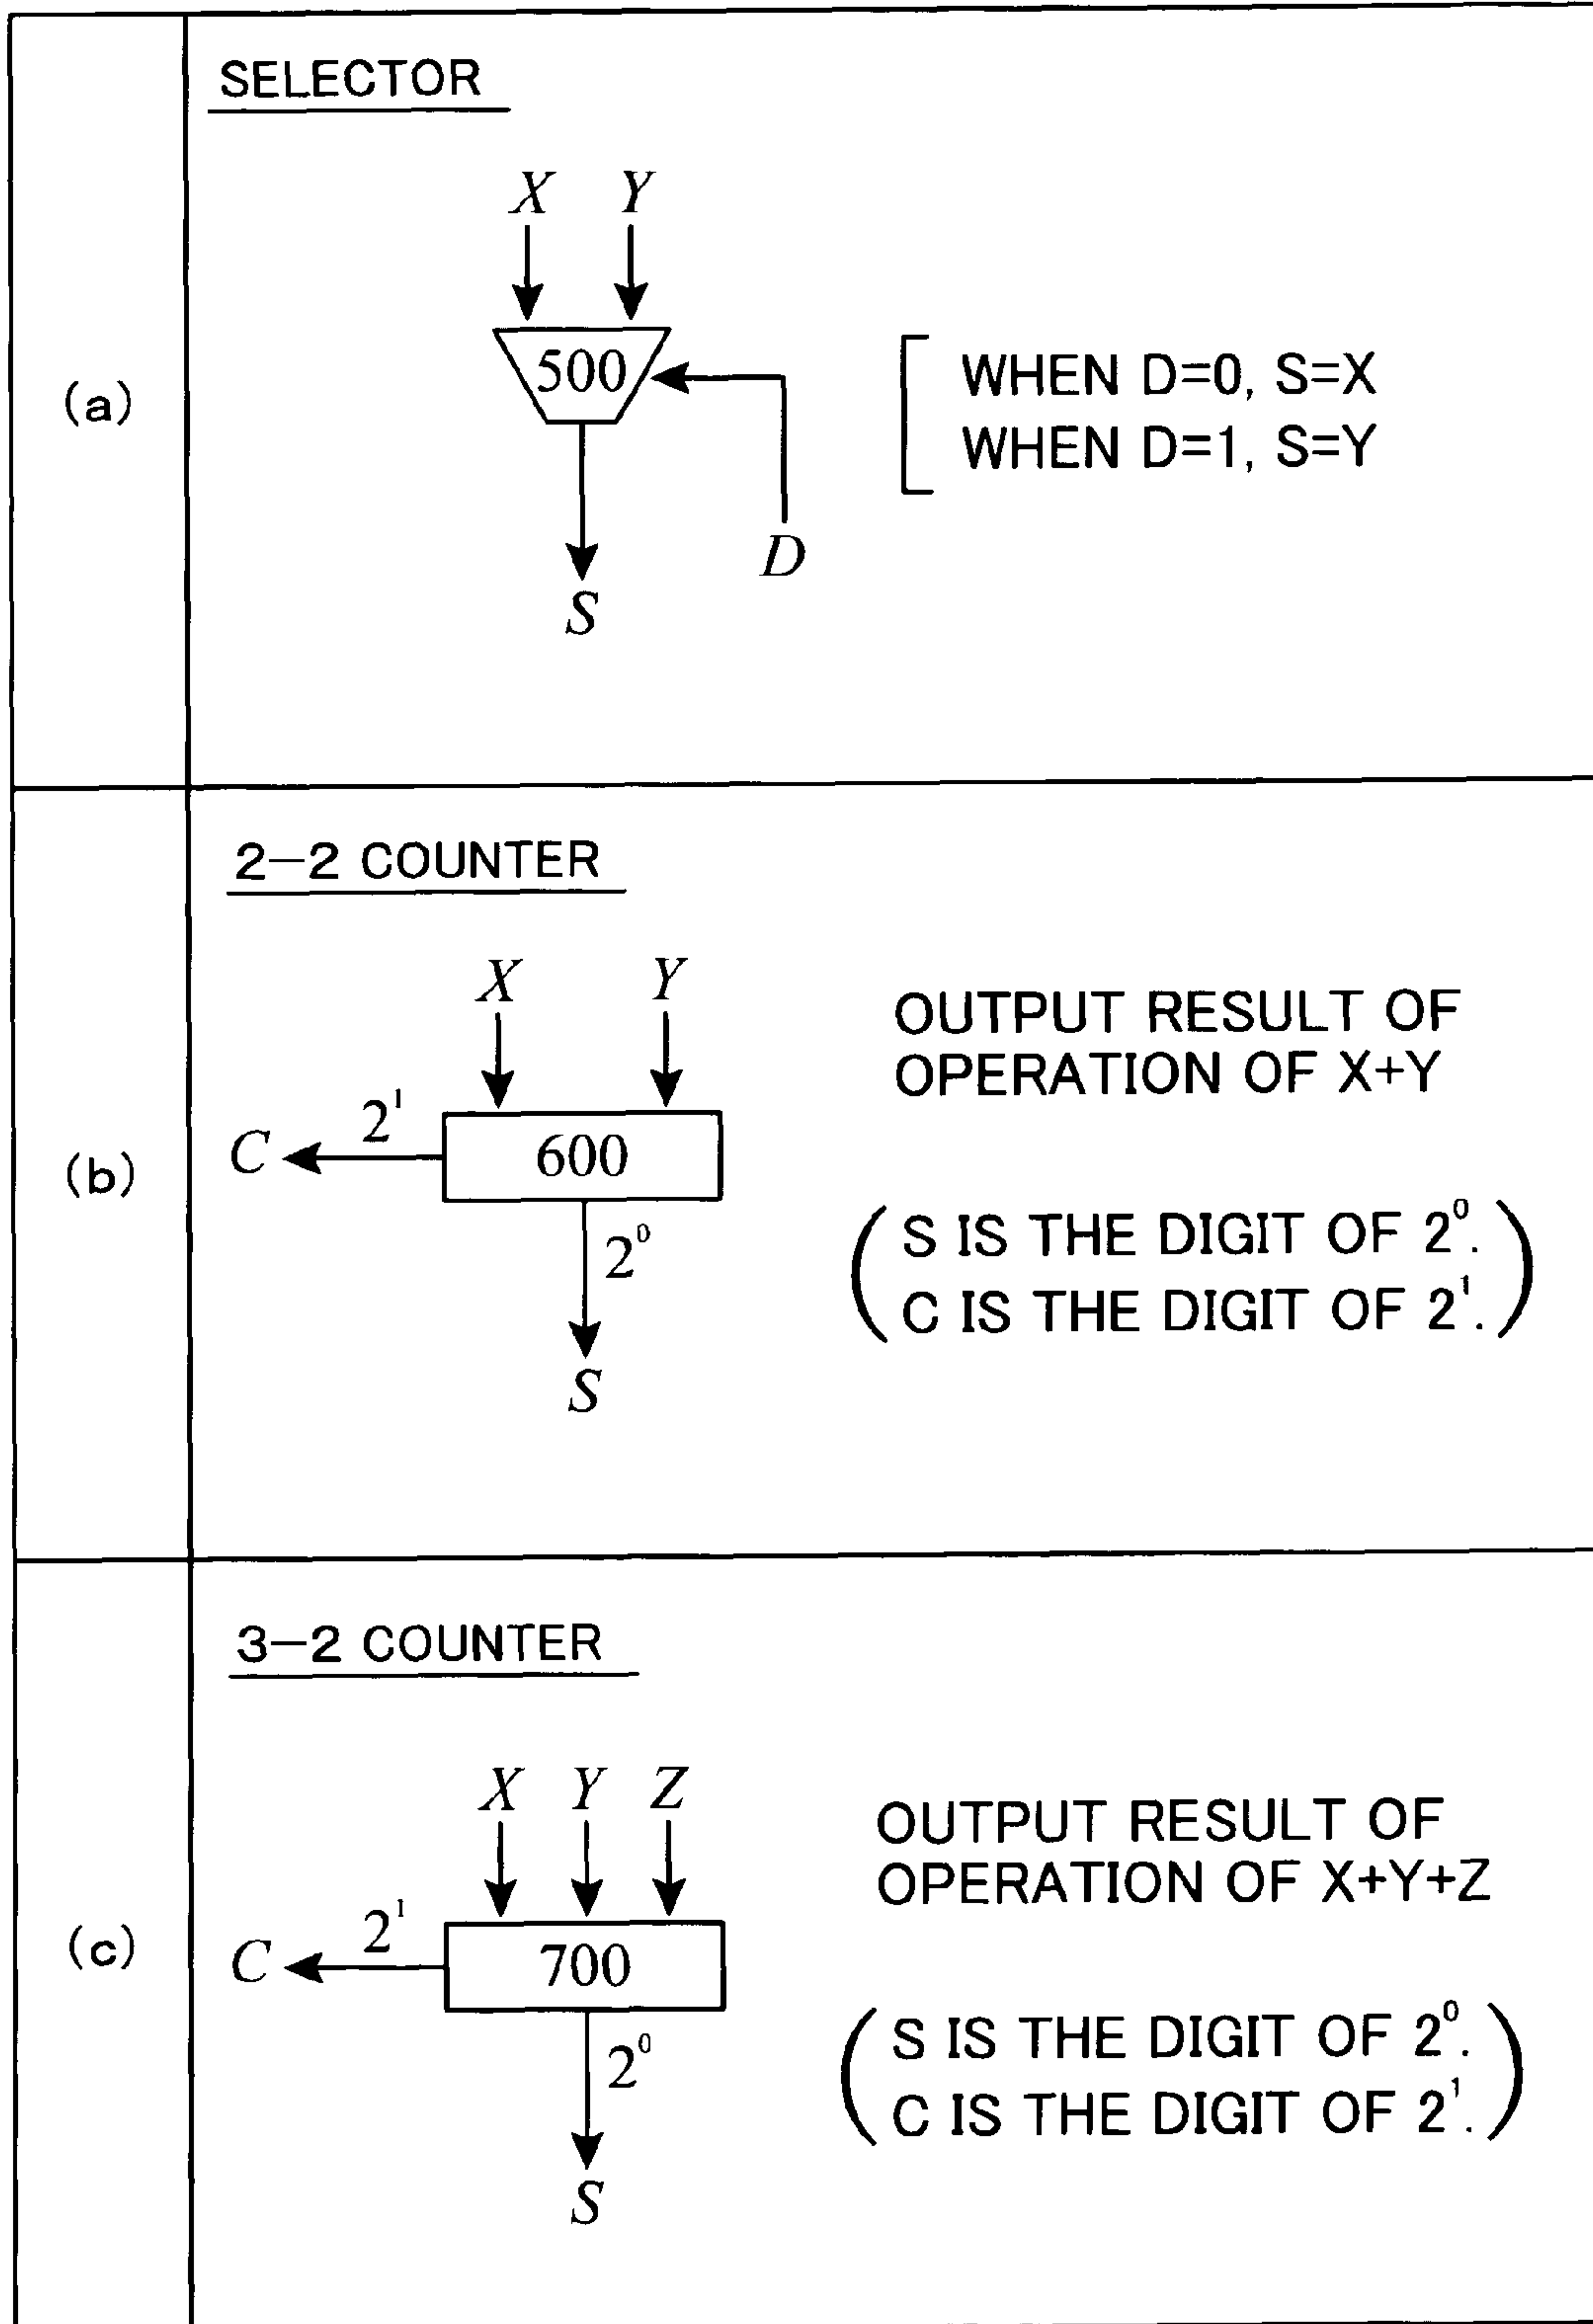 SELECTOR
X Y
(a)
500
WHEN D=0, S=X
WHEN D=1, S=Y
D
S
2−2 COUNTER
X Y
OUTPUT RESULT OF
OPERATION OF X+Y
(b)
C 2¹ 600
2⁰
(S IS THE DIGIT OF 2⁰.
C IS THE DIGIT OF 2¹.)
S
3−2 COUNTER
X Y Z
OUTPUT RESULT OF
OPERATION OF X+Y+Z
(c)
C 2¹ 700
2⁰
(S IS THE DIGIT OF 2⁰.
C IS THE DIGIT OF 2¹.)
S